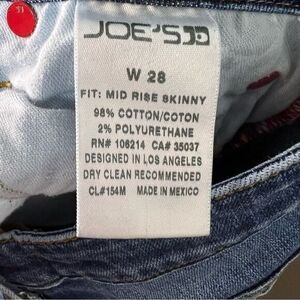 JOE'S
W 28
FIT: MID RISE SKINNY
98% COTTON/COTON
2% POLYURETHANE
RN# 106214 CA# 35037
DESIGNED IN LOS ANGELES
DRY CLEAN RECOMMENDED
CL#154M MADE IN MEXICO